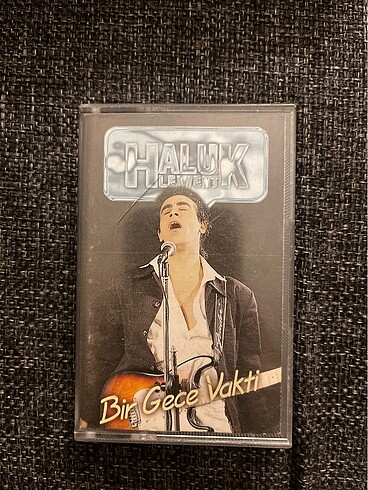 HALUK
LEVENT
Bir Gece Vakti